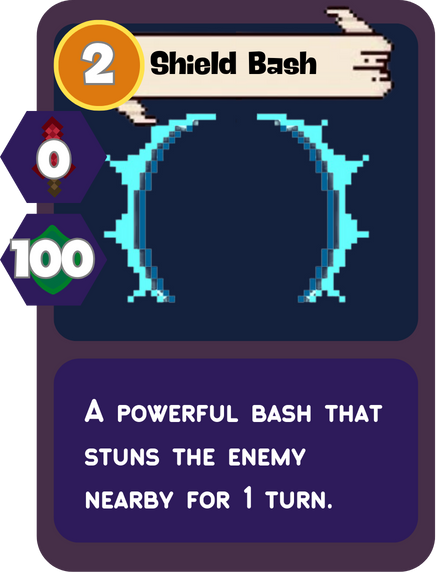 2
Shield Bash
0
100
A powerful bash that
stuns the enemy
nearby for 1 turn.